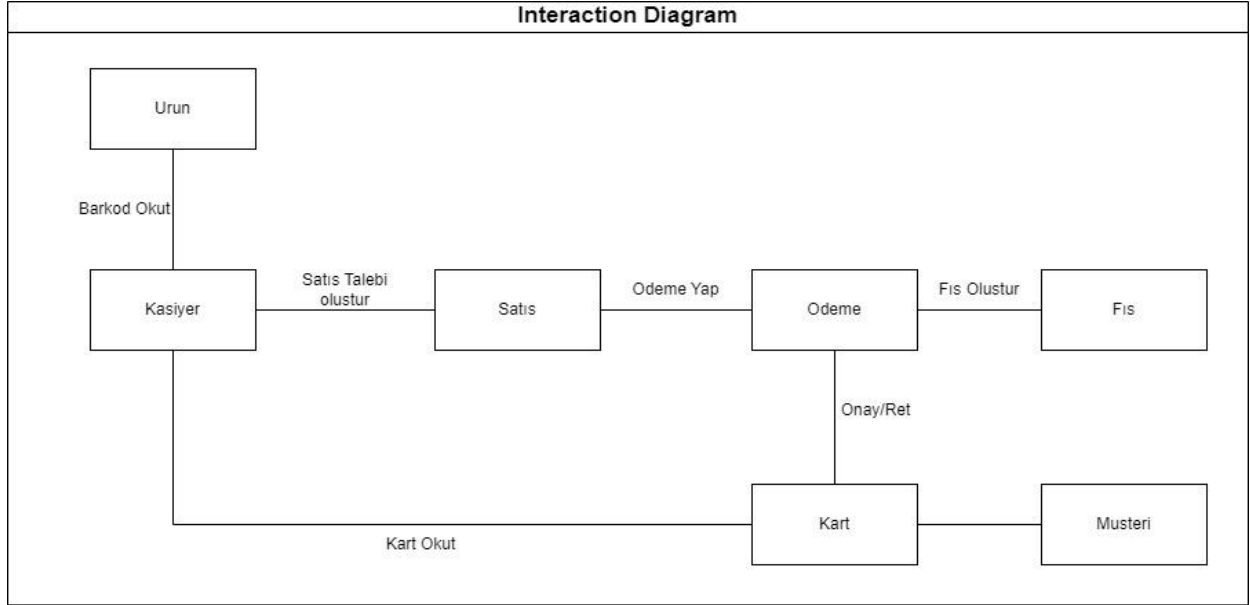 Interaction Diagram
Urun
Barkod Okut
Kasiyer
Satıs Talebi
olustur
Satıs
Odeme Yap
Odeme
Fıs Olustur
Fıs
Onay/Ret
Kart
Musteri
Kart Okut